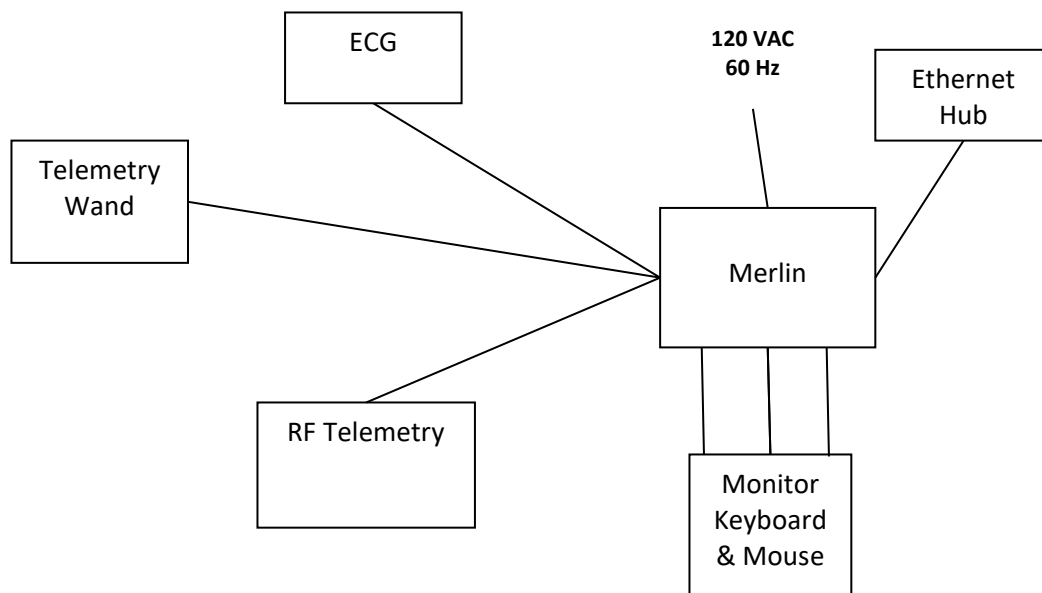 ECG
120 VAC
60 Hz
Ethernet
Hub
Telemetry
Wand
Merlin
RF Telemetry
Monitor
Keyboard
& Mouse